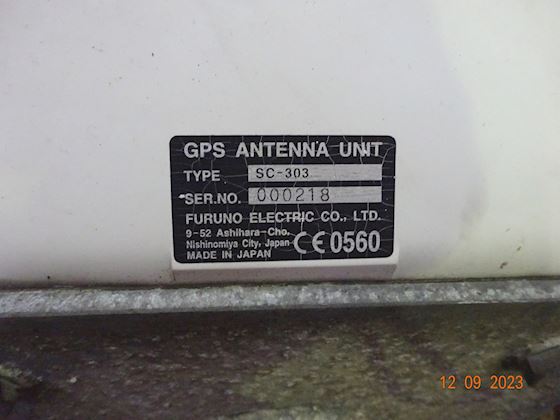 GPS ANTENNA UNIT
TYPE SC-303
SER.NO. 000218
FURUNO ELECTRIC CO., LTD.
9-52 Ashihara-Cho.
Nishinomiya City, Japan
MADE IN JAPAN
CE 0560
12 09 2023